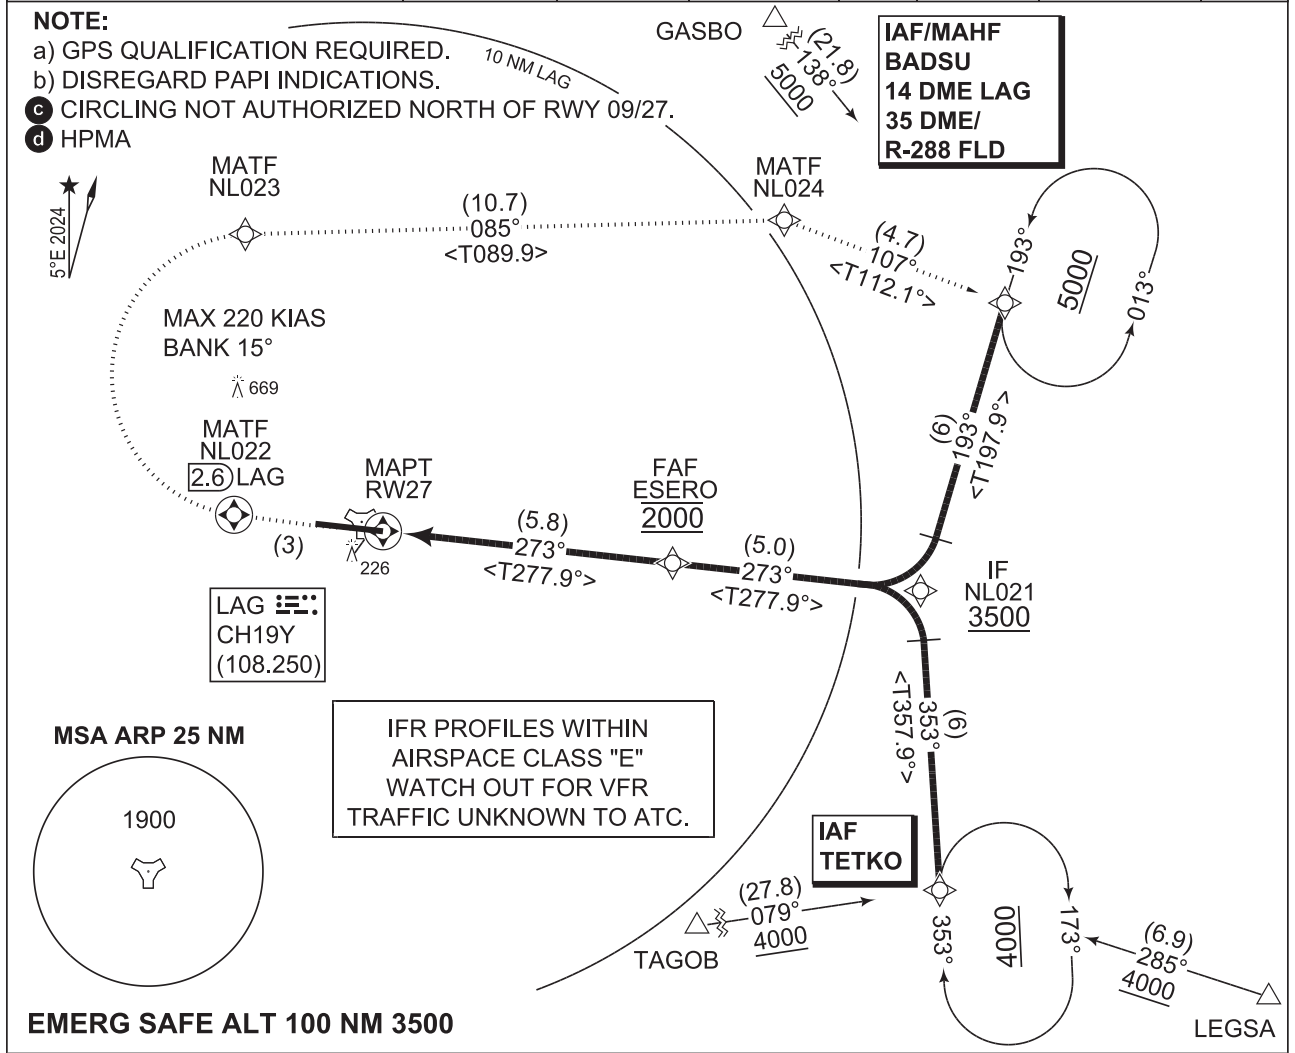 NOTE:
a) GPS QUALIFICATION REQUIRED.
b) DISREGARD PAPI INDICATIONS.
c CIRCLING NOT AUTHORIZED NORTH OF RWY 09/27.
d HPMA
10 NM LAG
GASBO
(21.8)
138°
5000
IAF/MAHF
BADSU
14 DME LAG
35 DME/
R-288 FLD
5°E 2024
MATF
NL023
(10.7)
085°
<T089.9>
MATF
NL024
(4.7)
107°
<T112.1°>
193°
5000
013°
MAX 220 KIAS
BANK 15°
669
MATF
NL022
2.6 LAG
(3)
MAPT
RW27
226
(5.8)
273°
<T277.9°>
FAF
ESERO
2000
(5.0)
273°
<T277.9°>
(6)
193°
<T197.9°>
IF
NL021
3500
LAG
CH19Y
(108.250)
<T357.9°>
353°
(6)
IFR PROFILES WITHIN
AIRSPACE CLASS "E"
WATCH OUT FOR VFR
TRAFFIC UNKNOWN TO ATC.
MSA ARP 25 NM
1900
IAF
TETKO
(27.8)
079°
4000
TAGOB
353°
4000
173°
(6.9)
285°
4000
LEGSA
EMERG SAFE ALT 100 NM 3500